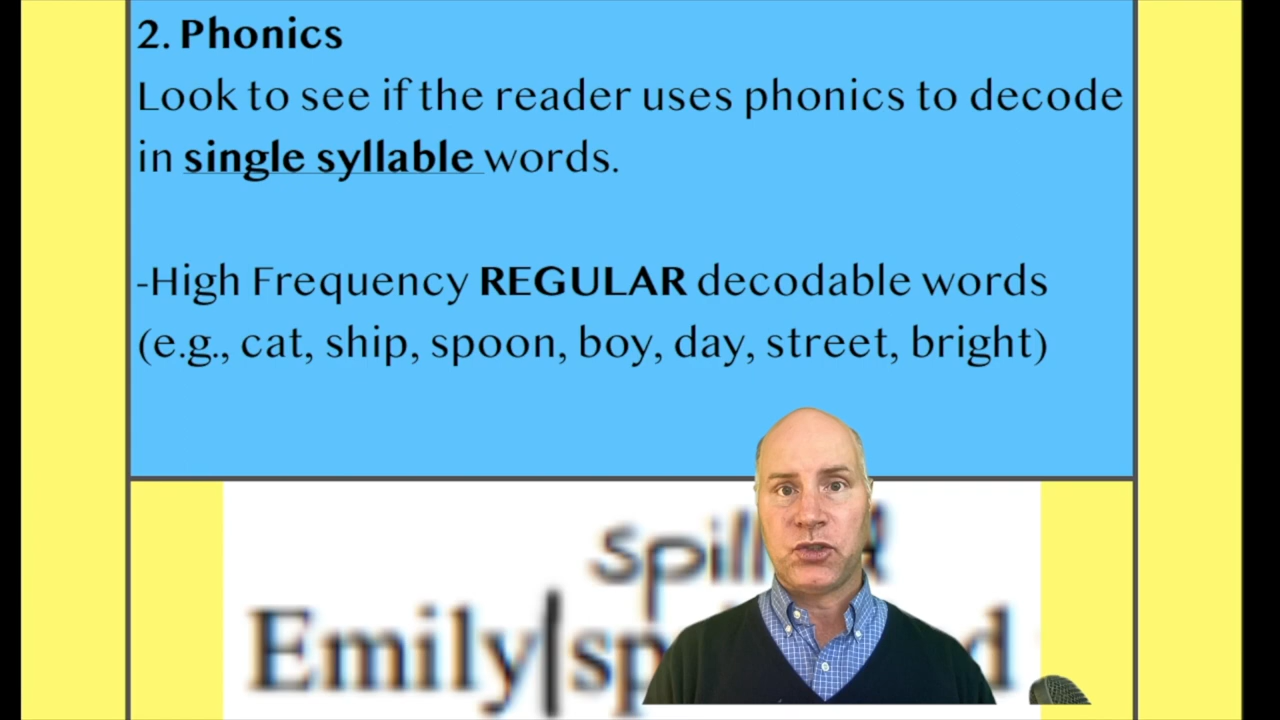 2. Phonics
Look to see if the reader uses phonics to decode
in single syllable words.
-High Frequency REGULAR decodable words
(e.g., cat, ship, spoon, boy, day, street, bright)
Emily